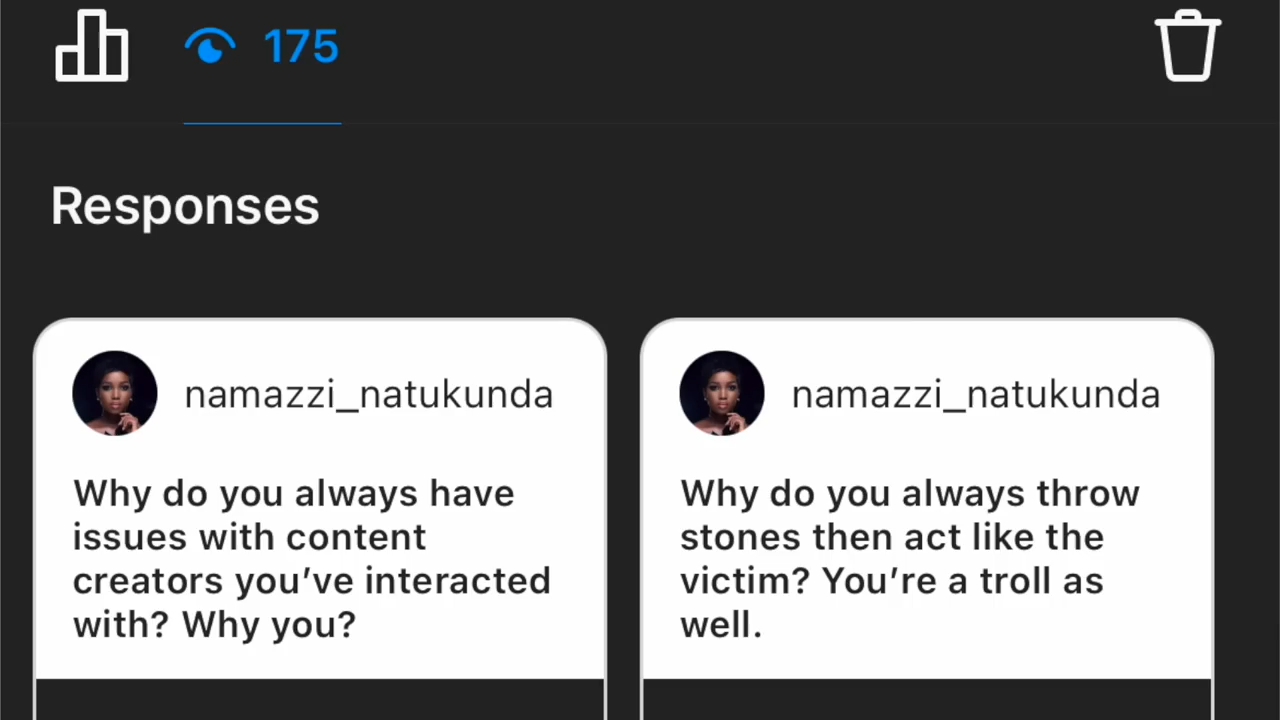 175
Responses
namazzi_natukunda
Why do you always have
issues with content
creators you’ve interacted
with? Why you?
namazzi_natukunda
Why do you always throw
stones then act like the
victim? You’re a troll as
well.